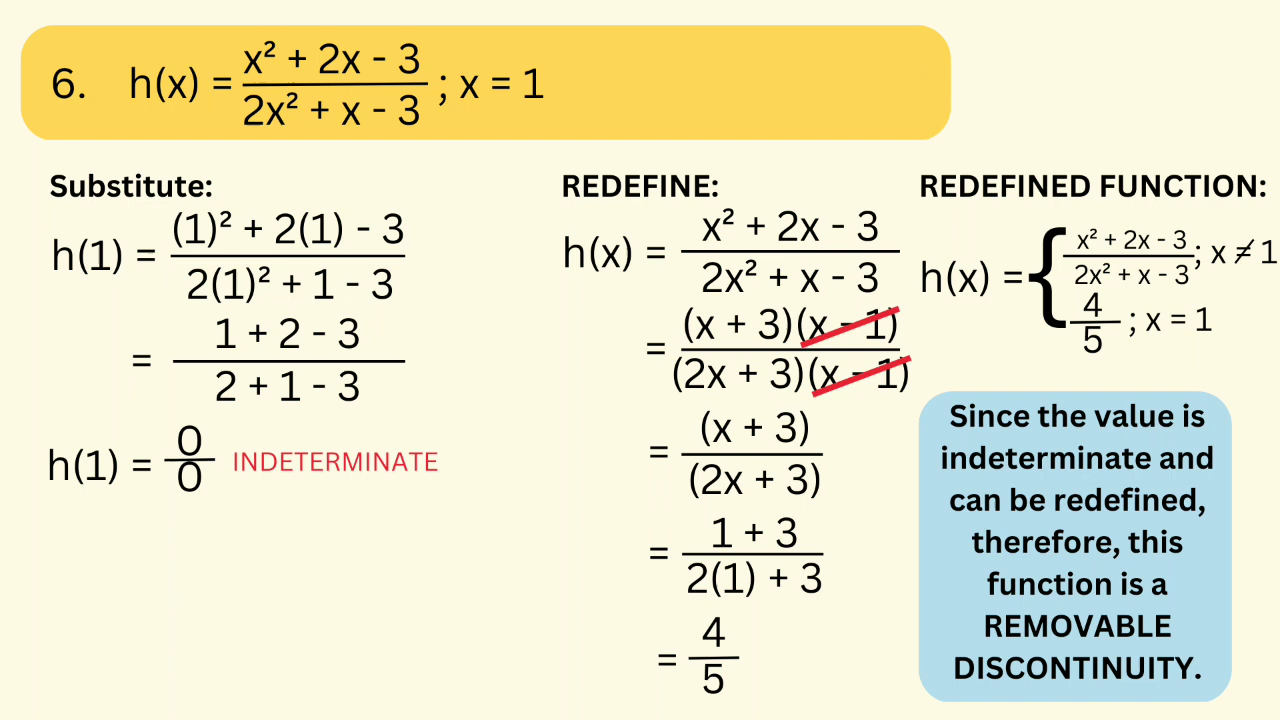 6. h(x) = x² + 2x - 3 / 2x² + x - 3 ; x = 1
Substitute:
h(1) = (1)² + 2(1) - 3 / 2(1)² + 1 - 3
= 1 + 2 - 3 / 2 + 1 - 3
h(1) = 0 / 0 INDETERMINATE
REDEFINE:
h(x) = x² + 2x - 3 / 2x² + x - 3
= (x + 3)(x - 1) / (2x + 3)(x - 1)
= (x + 3) / (2x + 3)
= 1 + 3 / 2(1) + 3
= 4 / 5
REDEFINED FUNCTION:
h(x) = { x² + 2x - 3 / 2x² + x - 3 ; x ≠ 1
4 / 5 ; x = 1
Since the value is
indeterminate and
can be redefined,
therefore, this
function is a
REMOVABLE
DISCONTINUITY.